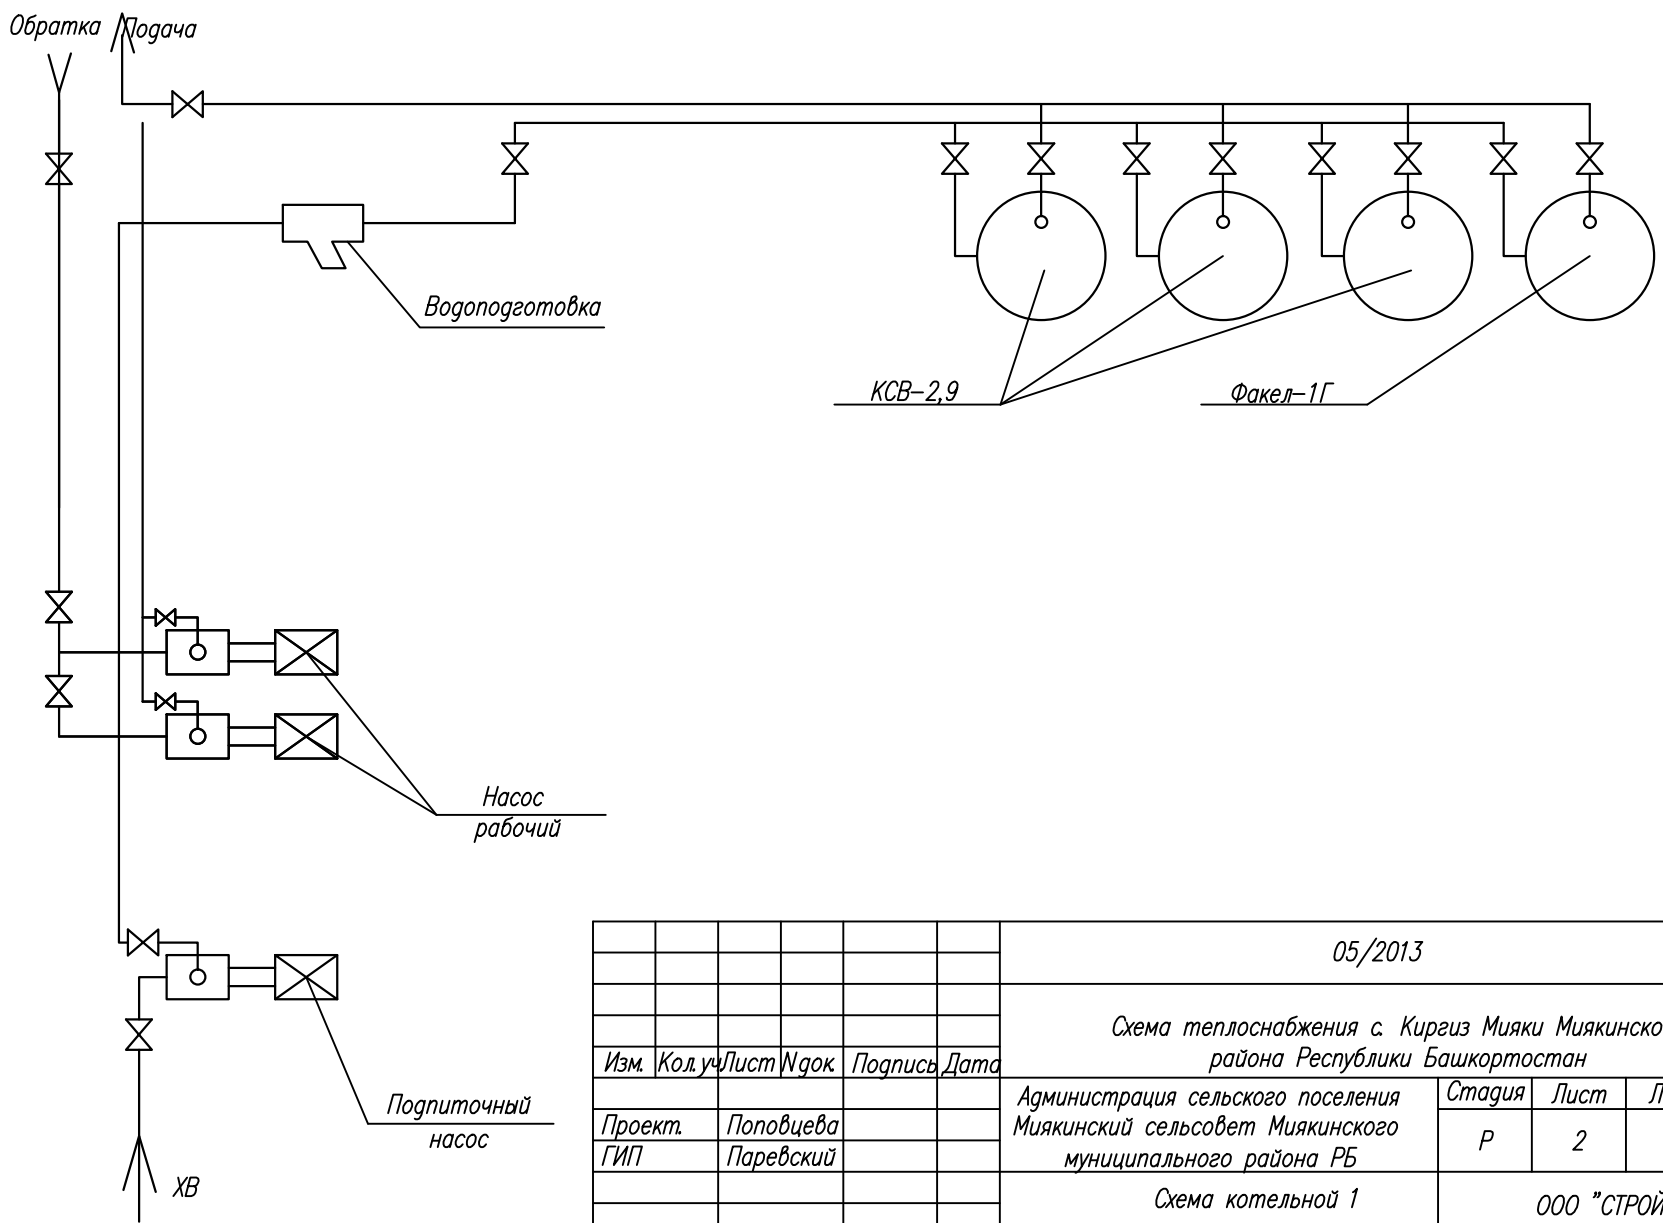 Обратка Подача
Водоподготовка
КСВ-2,9
Факел-1Г
Насос
рабочий
Подпиточный
насос
ХВ
05/2013
Схема теплоснабжения с. Киргиз Мияки Миякинско
района Республики Башкортостан
Изм. Кол.уч Лист Nдок. Подпись Дата
Администрация сельского поселения
Миякинский сельсовет Миякинского
муниципального района РБ
Стадия Лист Л
Р 2
Проект. Поповцева
ГИП Паревский
Схема котельной 1
ООО "СТРОЙ